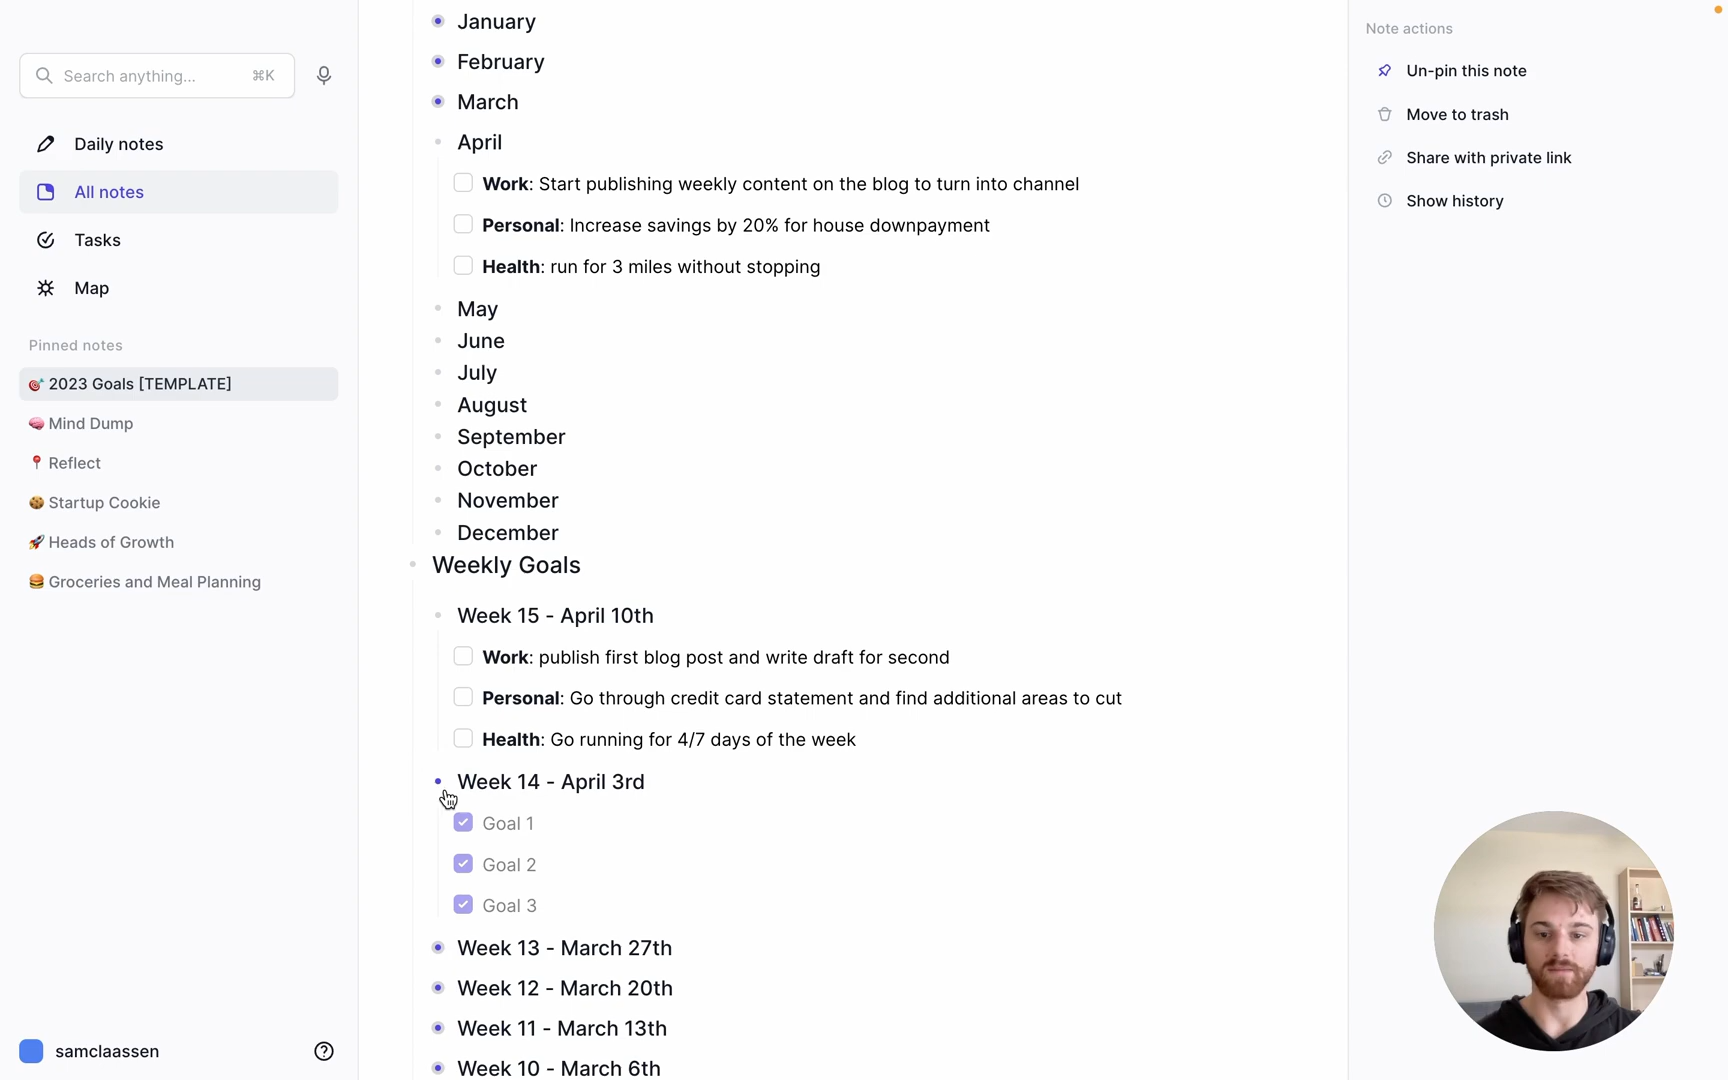 January
Note actions
Search anything...
⌘K
February
Un-pin this note
March
Move to trash
Daily notes
April
Share with private link
All notes
Work: Start publishing weekly content on the blog to turn into channel
Show history
Personal: Increase savings by 20% for house downpayment
Tasks
Health: run for 3 miles without stopping
Map
May
Pinned notes
June
2023 Goals [TEMPLATE]
July
Mind Dump
August
Reflect
September
Startup Cookie
October
Heads of Growth
November
Groceries and Meal Planning
December
Weekly Goals
Week 15 - April 10th
Work: publish first blog post and write draft for second
Personal: Go through credit card statement and find additional areas to cut
Health: Go running for 4/7 days of the week
Week 14 - April 3rd
Goal 1
Goal 2
Goal 3
Week 13 - March 27th
Week 12 - March 20th
Week 11 - March 13th
Week 10 - March 6th
samclaassen